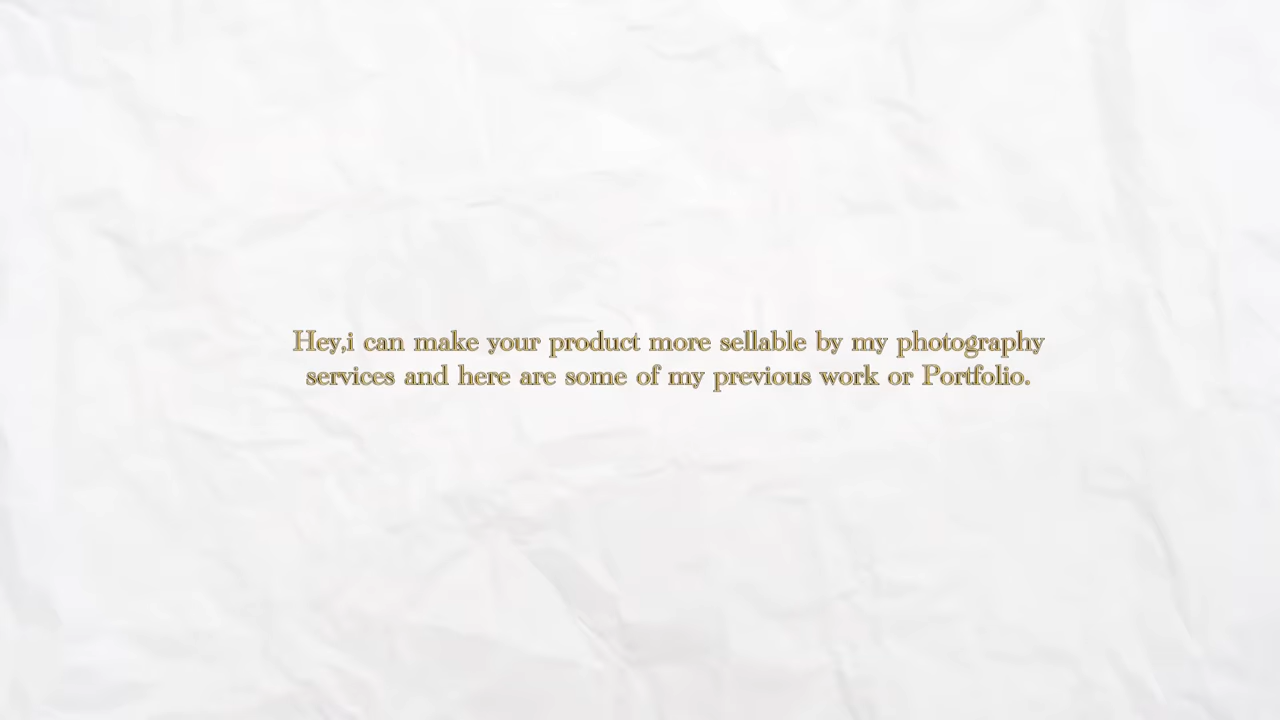 Hey,i can make your product more sellable by my photography
services and here are some of my previous work or Portfolio.